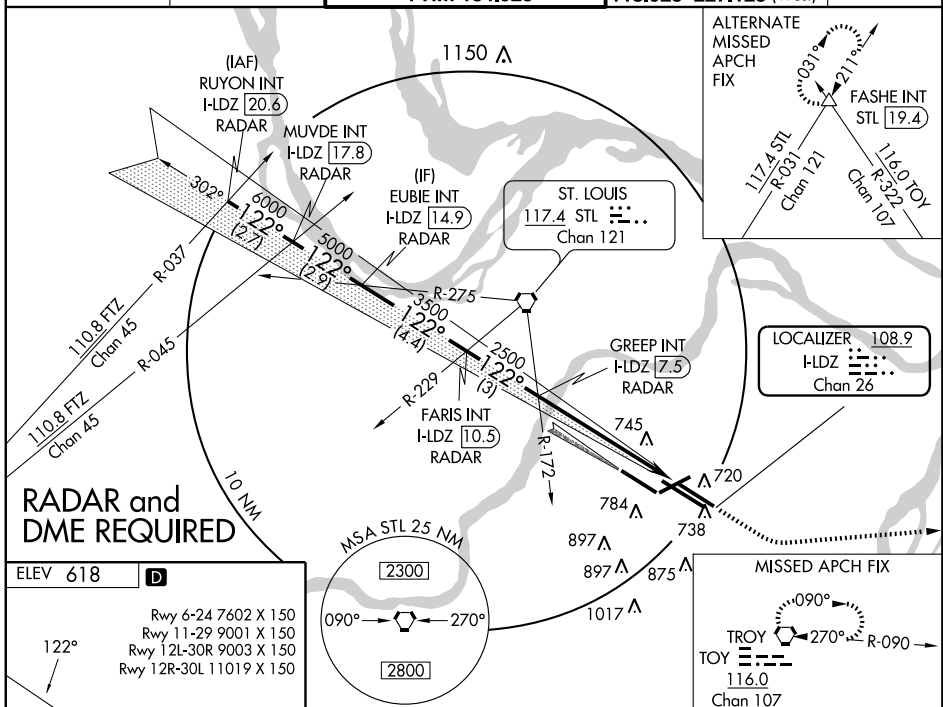 1150
ALTERNATE
MISSED
APCH
FIX
031°
211°
FASHE INT
STL 19.4
117.4 STL
R-031
Chan 121
116.0 TOY
R-322
Chan 107
(IAF)
RUYON INT
I-LDZ 20.6
RADAR
MUVDE INT
I-LDZ 17.8
RADAR
(IF)
EUBIE INT
I-LDZ 14.9
RADAR
ST. LOUIS
117.4 STL
Chan 121
302°
6000
122°
(2.7)
5000
122°
(2.9)
3500
122°
(4.4)
2500
122°
(3)
R-275
R-037
110.8 FTZ
Chan 45
R-045
110.8 FTZ
Chan 45
R-229
FARIS INT
I-LDZ 10.5
RADAR
GREEP INT
I-LDZ 7.5
RADAR
R-172
LOCALIZER 108.9
I-LDZ
Chan 26
745
720
784
738
897
897
875
1017
10 NM
RADAR and
DME REQUIRED
MSA STL 25 NM
2300
090°
270°
2800
ELEV 618 D
Rwy 6-24 7602 X 150
Rwy 11-29 9001 X 150
Rwy 12L-30R 9003 X 150
Rwy 12R-30L 11019 X 150
122°
MISSED APCH FIX
090°
TROY
270°
R-090
TOY
116.0
Chan 107